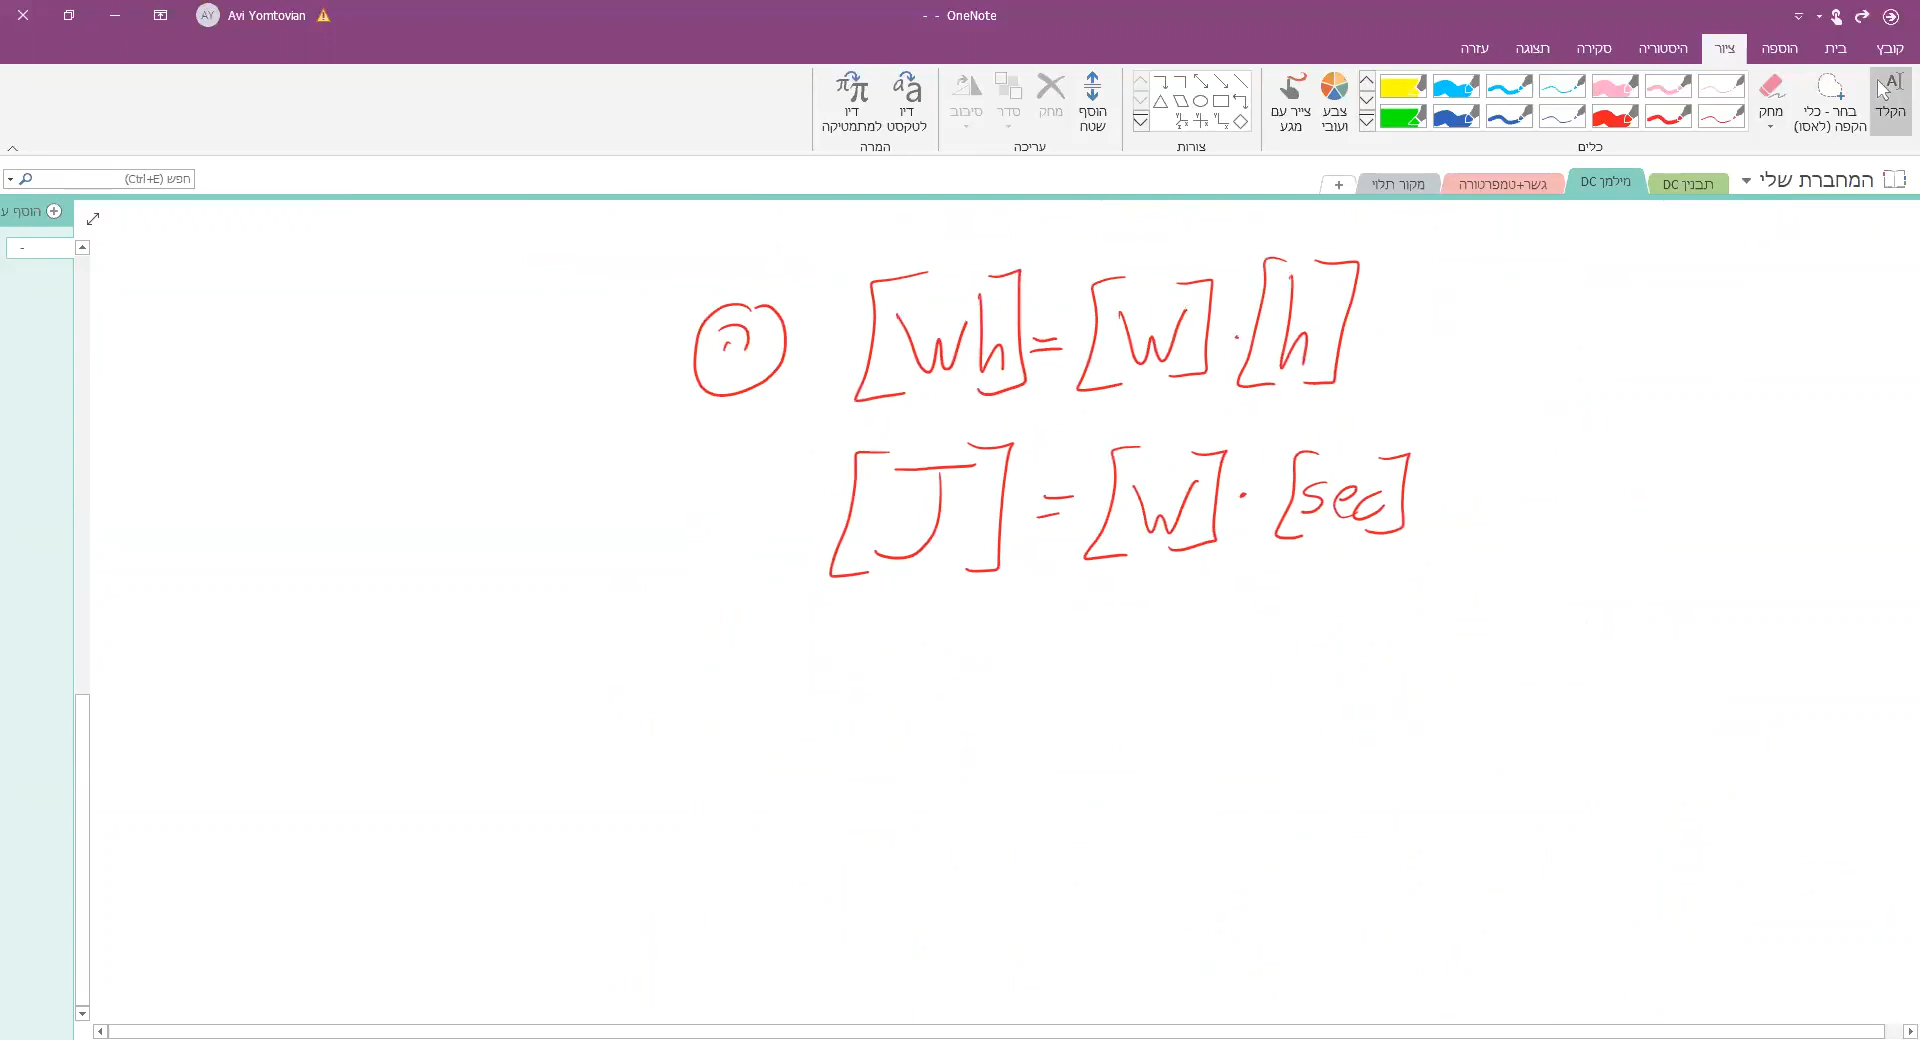 Avi Yomtovian AY
- - OneNote
קובץ בית הוספה ציור היסטוריה סקירה תצוגה עזרה
הקלד
בחר - כלי הקפה (לאסו)
מחק
כלים
צבע ועובי
צייר עם מגע
צורות
הוסף שטח
מחק
סדר
סיבוב
עריכה
דיו לטקסט
דיו למתמטיקה
המרה
המחברת שלי
תבנין DC
מילמן DC
גשר+טמפרטורה
מקור תלוי
+
חפש (Ctrl+E)
הוסף ע
-
ה [Wh] = [W] · [h]
[J] = [W] · [sec]